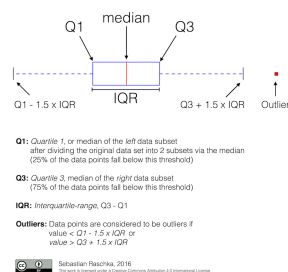 median
Q1 Q3
IQR
Q1 - 1.5 x IQR Q3 + 1.5 x IQR Outlier
Q1: Quartile 1, or median of the left data subset
after dividing the original data set into 2 subsets via the median
(25% of the data points fall below this threshold)
Q3: Quartile 3, median of the right data subset
(75% of the data points fall below this threshold)
IQR: Interquartile-range, Q3 - Q1
Outliers: Data points are considered to be outliers if
value < Q1 - 1.5 x IQR or
value > Q3 + 1.5 x IQR
cc BY
Sebastian Raschka, 2016
This work is licensed under a Creative Commons Attribution 4.0 International License